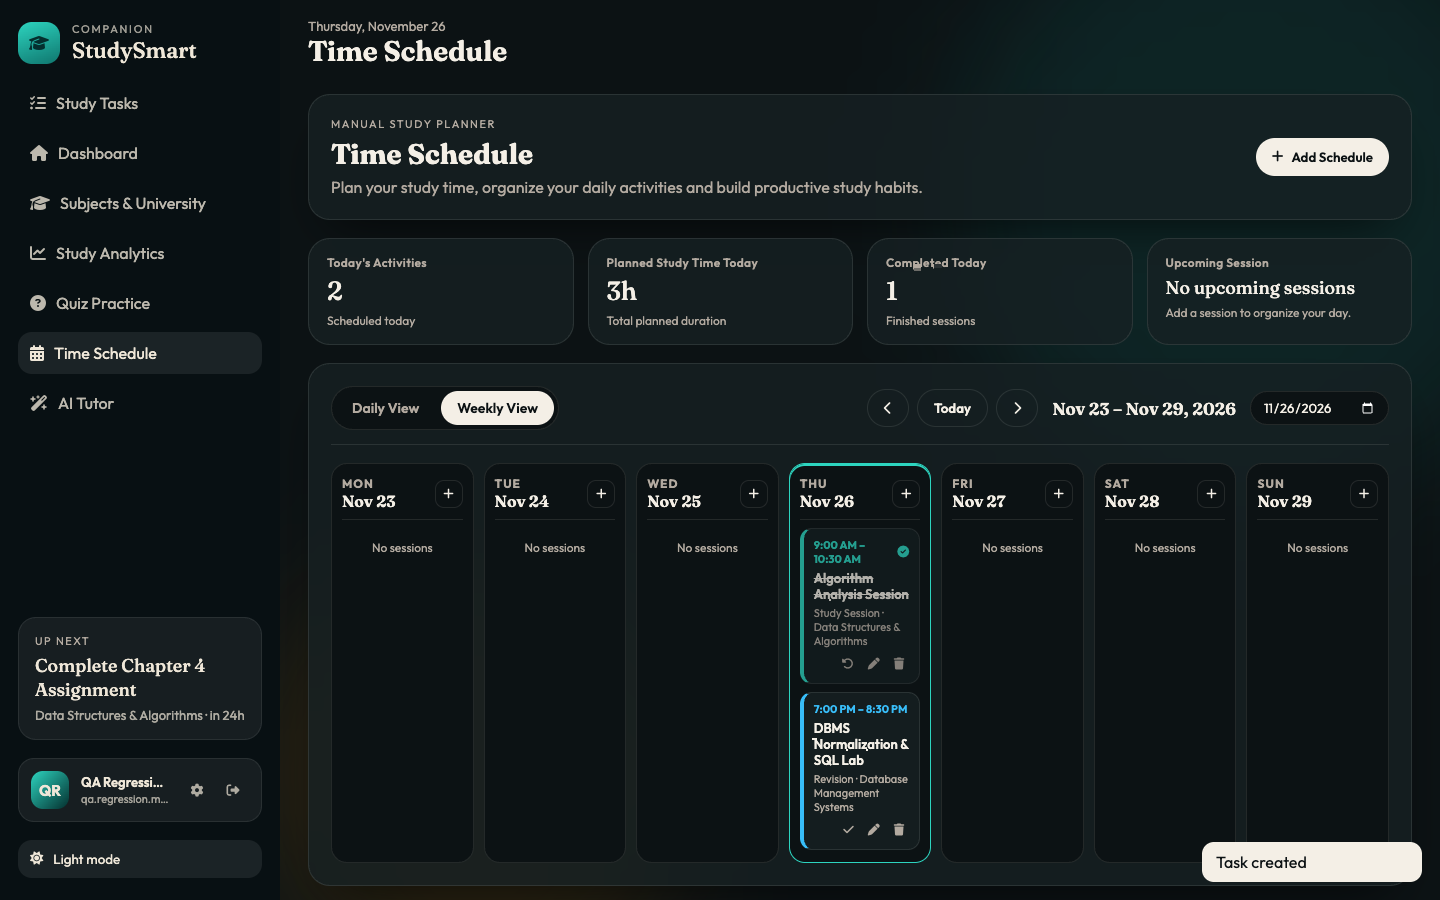 COMPANION
StudySmart
Study Tasks
Dashboard
Subjects & University
Study Analytics
Quiz Practice
Time Schedule
AI Tutor
UP NEXT
Complete Chapter 4
Assignment
Data Structures & Algorithms · in 24h
QR
QA Regressi...
qa.regression.m...
Light mode
Thursday, November 26
Time Schedule
MANUAL STUDY PLANNER
Time Schedule
Plan your study time, organize your daily activities and build productive study habits.
+ Add Schedule
Today's Activities
2
Scheduled today
Planned Study Time Today
3h
Total planned duration
Completed Today
1
Finished sessions
Upcoming Session
No upcoming sessions
Add a session to organize your day.
Daily View
Weekly View
Today
Nov 23 – Nov 29, 2026
11/26/2026
MON
Nov 23
No sessions
TUE
Nov 24
No sessions
WED
Nov 25
No sessions
THU
Nov 26
9:00 AM –
10:30 AM
Algorithm
Analysis Session
Study Session ·
Data Structures &
Algorithms
7:00 PM – 8:30 PM
DBMS
Normalization &
SQL Lab
Revision · Database
Management
Systems
FRI
Nov 27
No sessions
SAT
Nov 28
No sessions
SUN
Nov 29
No sessions
Task created